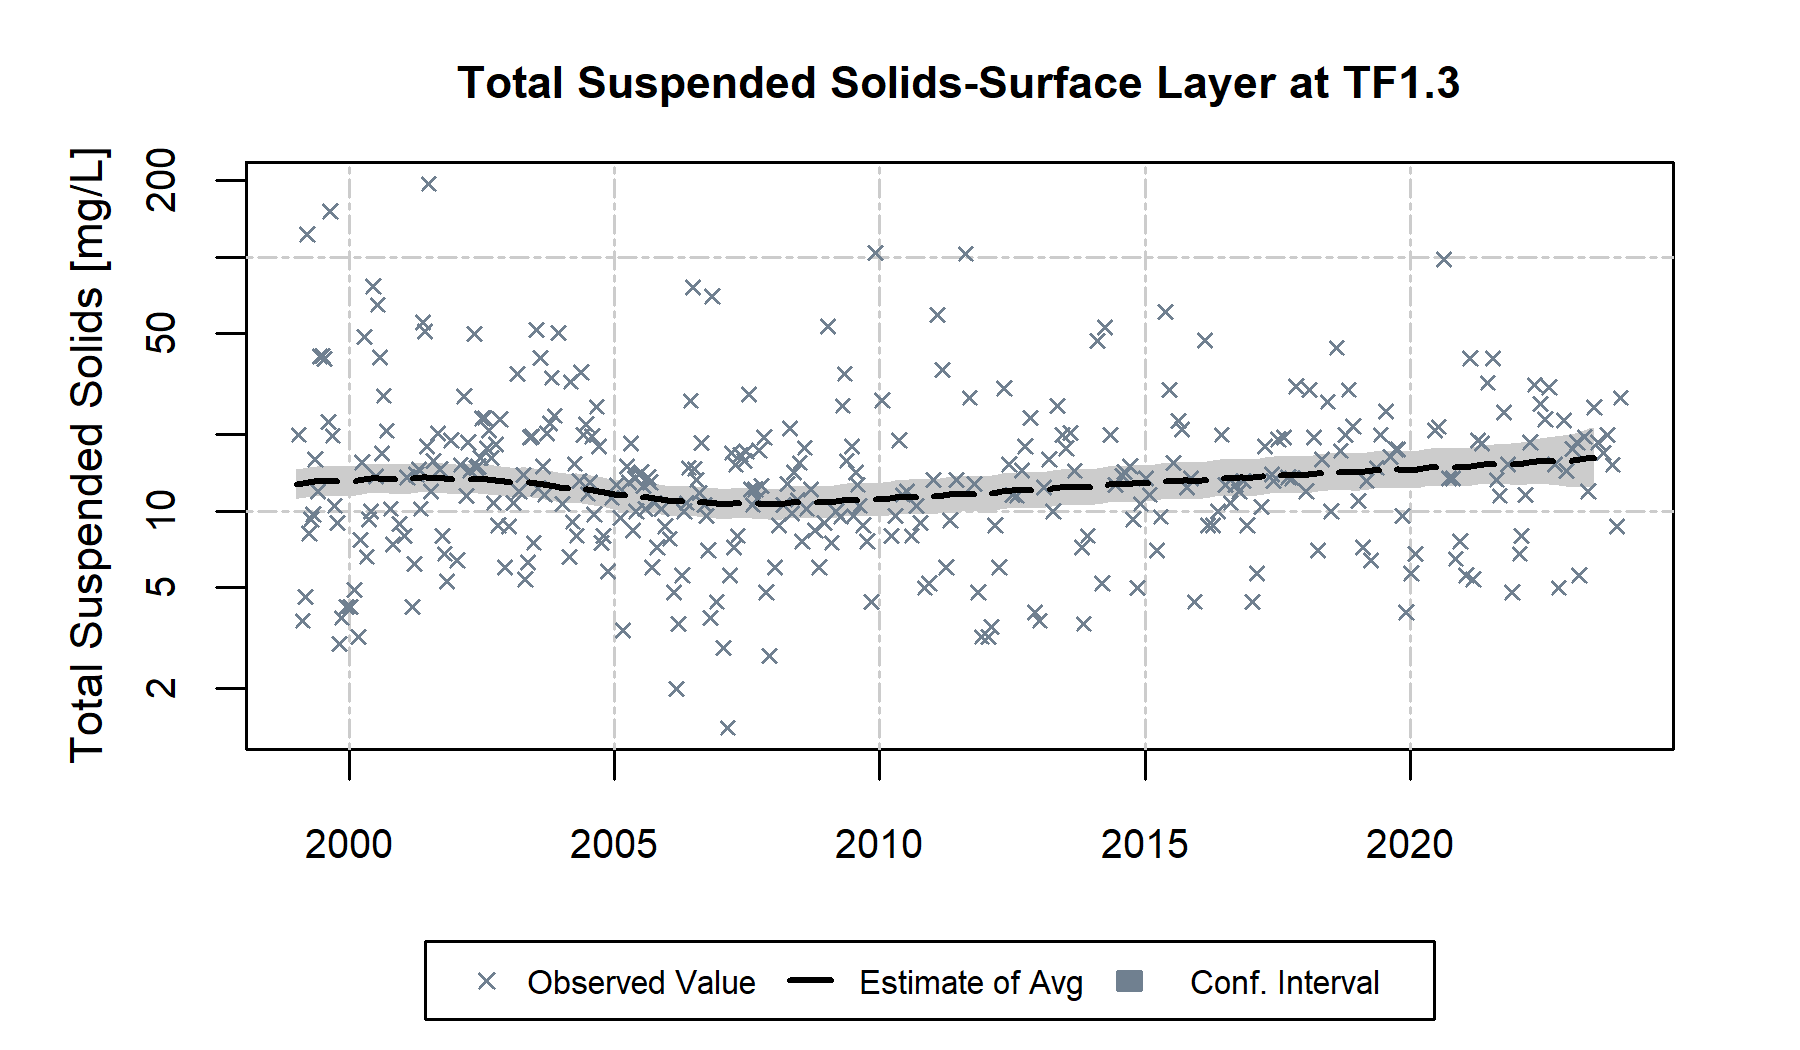 Total Suspended Solids-Surface Layer at TF1.3
Total Suspended Solids [mg/L]
200
50
10
5
2
2000 2005 2010 2015 2020
Observed Value Estimate of Avg Conf. Interval